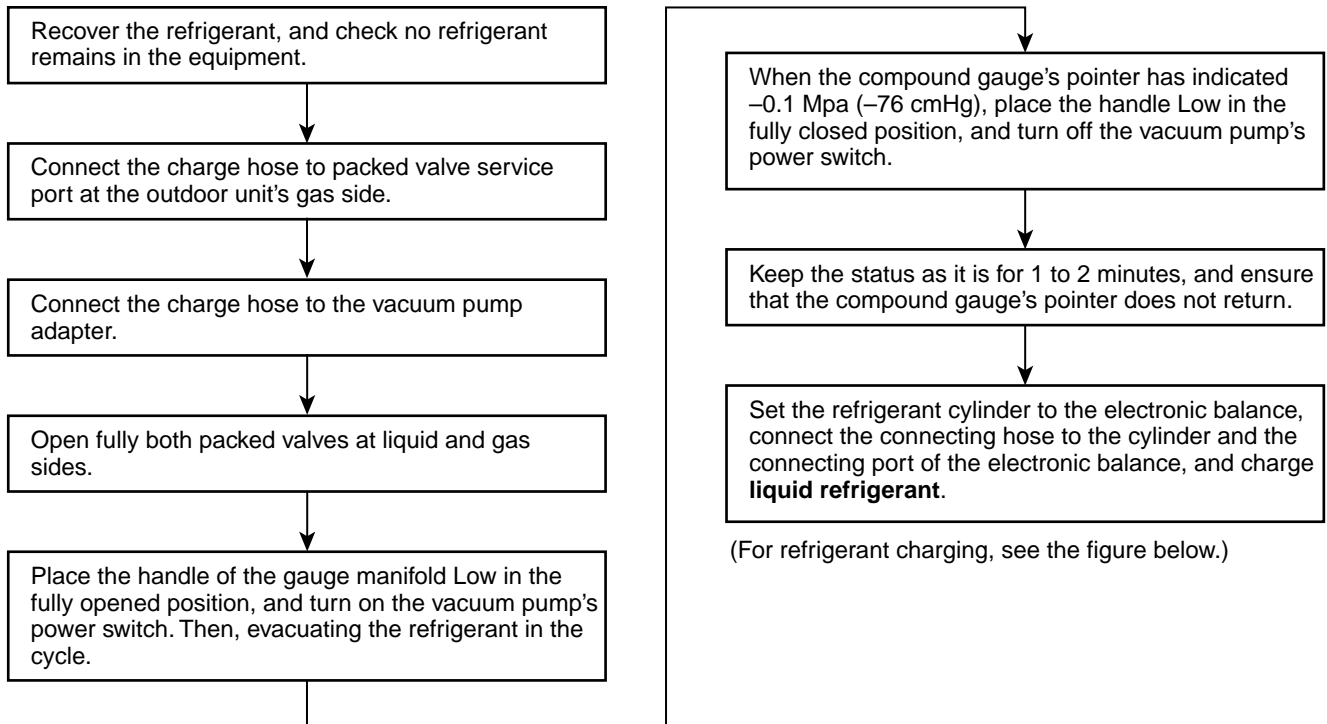 Recover the refrigerant, and check no refrigerant
remains in the equipment.
Connect the charge hose to packed valve service
port at the outdoor unit’s gas side.
Connect the charge hose to the vacuum pump
adapter.
Open fully both packed valves at liquid and gas
sides.
Place the handle of the gauge manifold Low in the
fully opened position, and turn on the vacuum pump’s
power switch. Then, evacuating the refrigerant in the
cycle.
When the compound gauge’s pointer has indicated
–0.1 Mpa (–76 cmHg), place the handle Low in the
fully closed position, and turn off the vacuum pump’s
power switch.
Keep the status as it is for 1 to 2 minutes, and ensure
that the compound gauge’s pointer does not return.
Set the refrigerant cylinder to the electronic balance,
connect the connecting hose to the cylinder and the
connecting port of the electronic balance, and charge
liquid refrigerant.
(For refrigerant charging, see the figure below.)